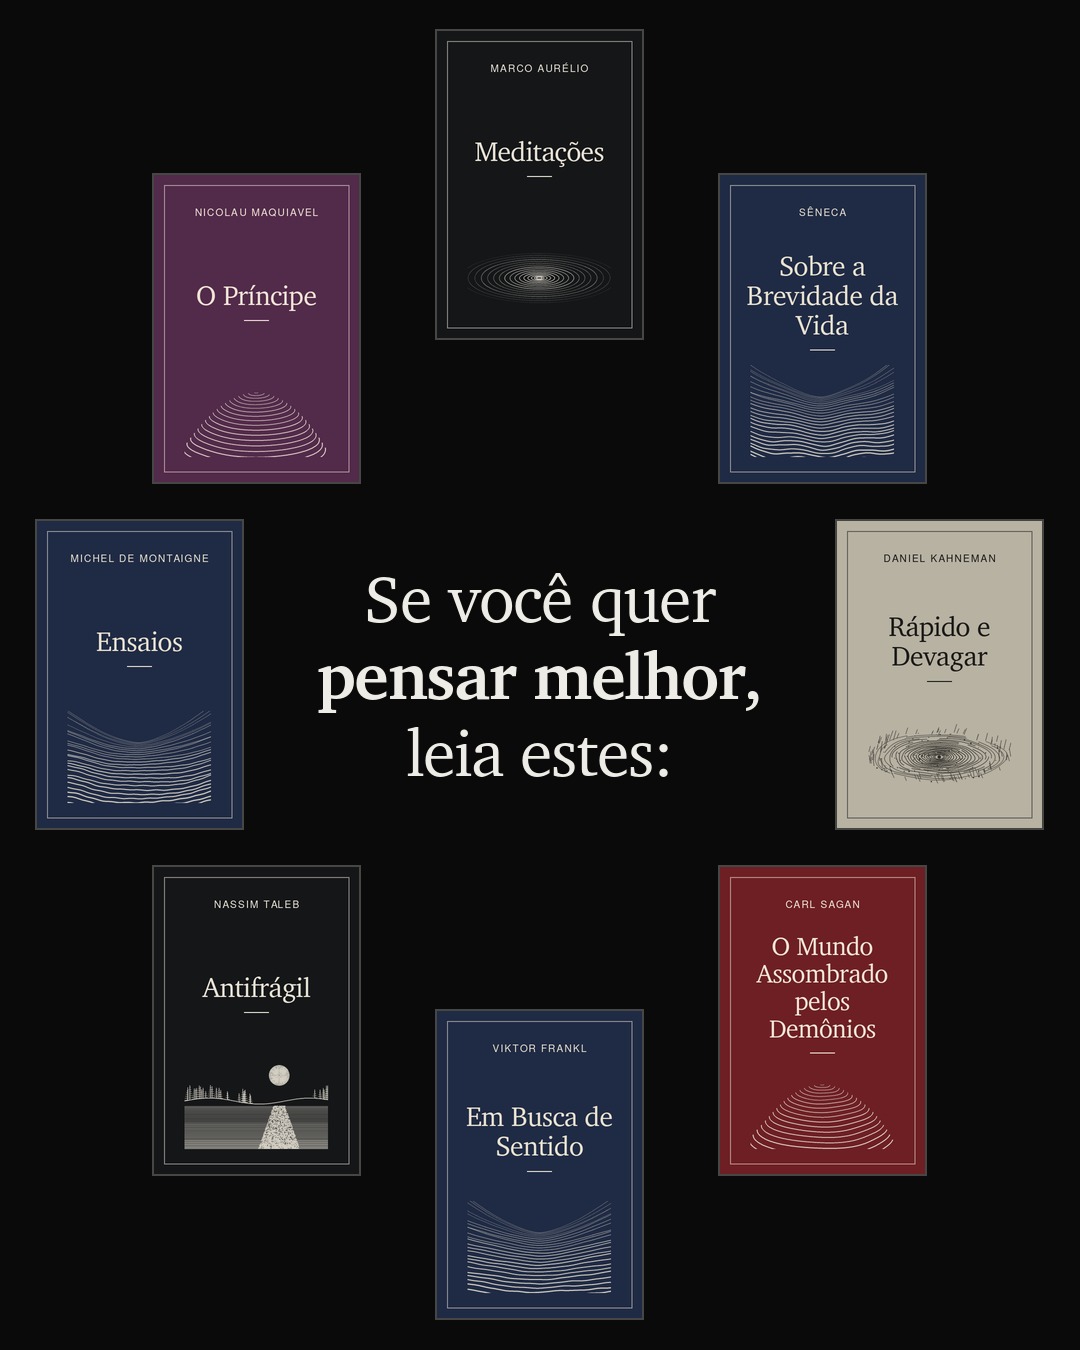 MARCO AURÉLIO
Meditações
NICOLAU MAQUIAVEL
O Príncipe
SÊNECA
Sobre a
Brevidade da
Vida
MICHEL DE MONTAIGNE
Ensaios
Se você quer
pensar melhor,
leia estes:
DANIEL KAHNEMAN
Rápido e
Devagar
NASSIM TALEB
Antifrágil
CARL SAGAN
O Mundo
Assombrado
pelos
Demônios
VIKTOR FRANKL
Em Busca de
Sentido